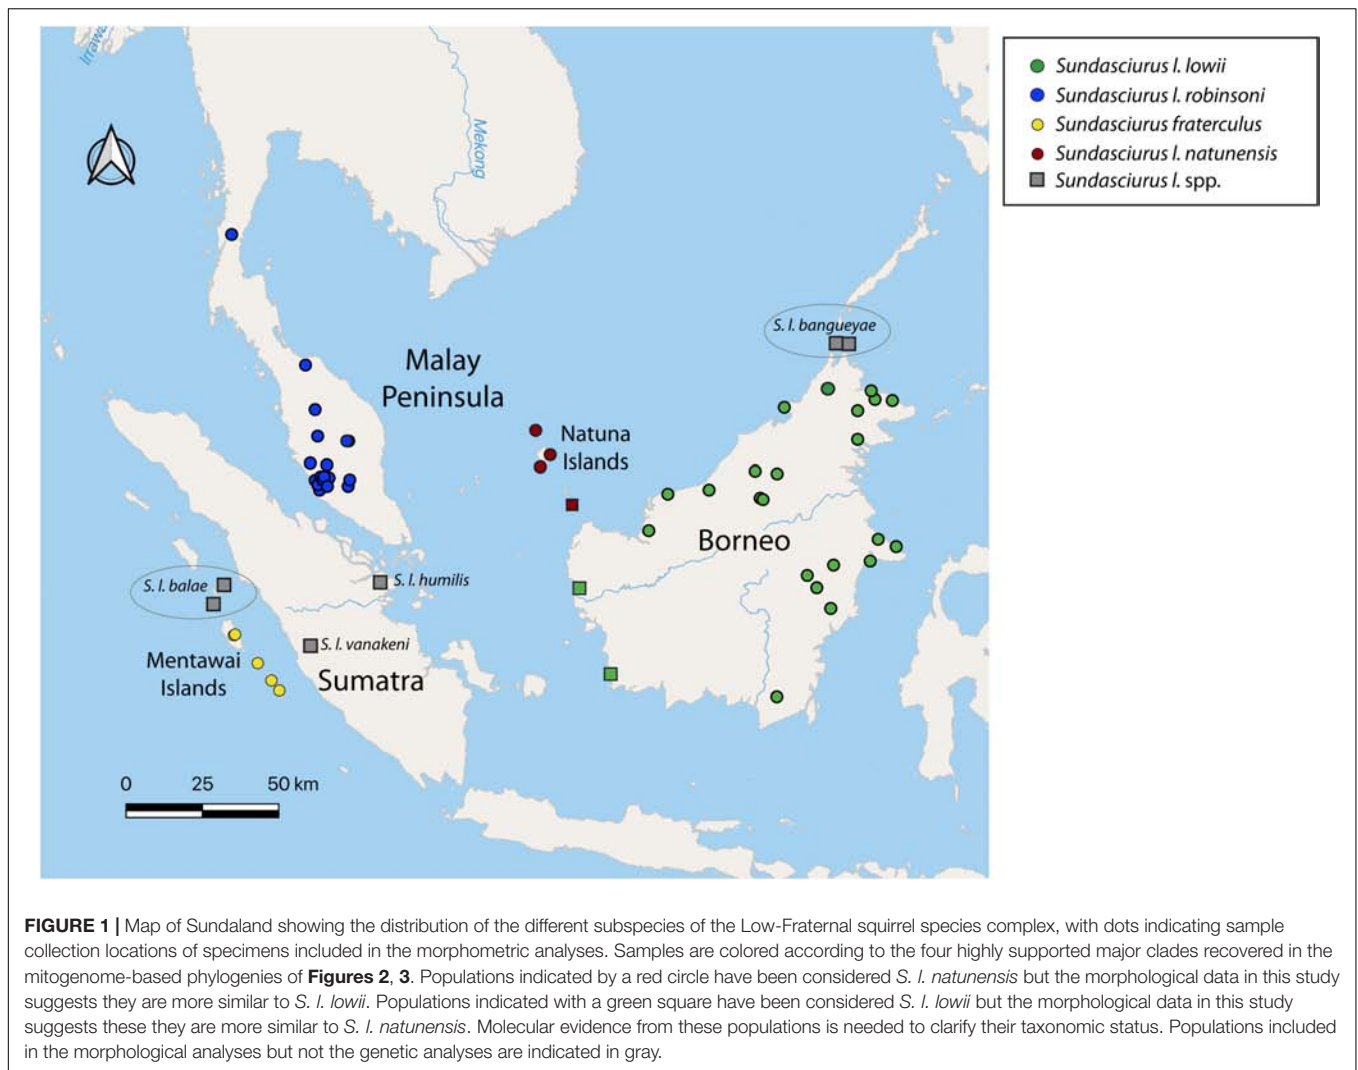 Irrawa
Mekong
Sundasciurus l. lowii
Sundasciurus l. robinsoni
Sundasciurus fraterculus
Sundasciurus l. natunensis
Sundasciurus l. spp.
S. l. bangueyae
Malay
Peninsula
Natuna
Islands
Borneo
S. l. balae
S. l. humilis
S. l. vanakeni
Mentawai
Islands
Sumatra
0 25 50 km
FIGURE 1 | Map of Sundaland showing the distribution of the different subspecies of the Low-Fraternal squirrel species complex, with dots indicating sample
collection locations of specimens included in the morphometric analyses. Samples are colored according to the four highly supported major clades recovered in the
mitogenome-based phylogenies of Figures 2, 3. Populations indicated by a red circle have been considered S. l. natunensis but the morphological data in this study
suggests they are more similar to S. l. lowii. Populations indicated with a green square have been considered S. l. lowii but the morphological data in this study
suggests these they are more similar to S. l. natunensis. Molecular evidence from these populations is needed to clarify their taxonomic status. Populations included
in the morphological analyses but not the genetic analyses are indicated in gray.